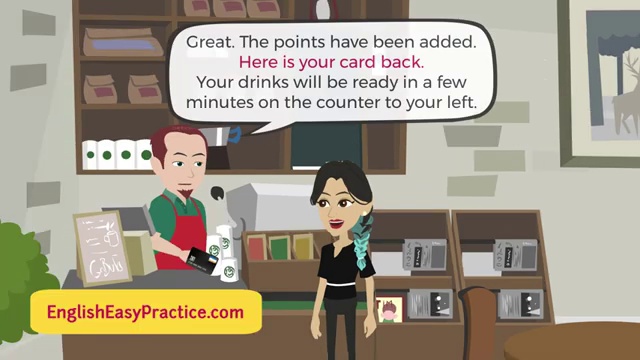 Great. The points have been added.
Here is your card back.
Your drinks will be ready in a few
minutes on the counter to your left.
EnglishEasyPractice.com